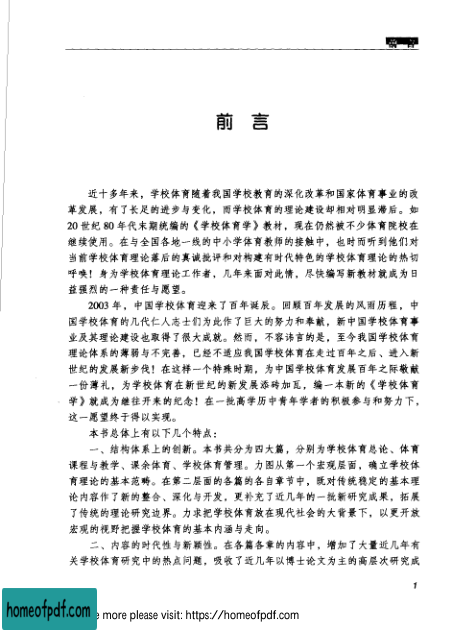 前 言
前 言
近十多年来，学校体育随着我国学校教育的深化改革和国家体育事业的改
革发展，有了长足的进步与变化，而学校体育的理论建设却相对明显滞后。如
20 世纪 80 年代末期统编的《学校体育学》教材，现在仍然被不少体育院校在
继续使用。在与全国各地一线的中小学体育教师的接触中，也时而听到他们对
当前学校体育理论落后的真诚批评和对构建有时代特色的学校体育理论的热切
呼唤！身为学校体育理论工作者，几年来面对此情，尽快编写新教材就成为日
益强烈的一种责任与愿望。
2003 年，中国学校体育迎来了百年诞辰。回顾百年发展的风雨历程，中
国学校体育的几代仁人志士们为此作了巨大的努力和奉献，新中国学校体育事
业及其理论建设也取得了很大成就。然而，不容讳言的是，至今我国学校体育
理论体系的薄弱与不完善，已经不适应我国学校体育在走过百年之后、进入新
世纪的发展新步伐！在这样一个特殊时期，为中国学校体育发展百年之际敬献
一份薄礼，为学校体育在新世纪的新发展添砖加瓦，编一本新的《学校体育
学》就成为继往开来的纪念！在一批高学历中青年学者的积极参与和努力下，
这一愿望终于得以实现。
本书总体上有以下几个特点：
一、结构体系上的创新。本书共分为四大篇，分别为学校体育总论、体育
课程与教学、课余体育、学校体育管理。力图从第一个宏观层面，确立学校体
育理论的基本范畴。在第二层面的各篇的各自章节中，既对传统稳定的基本理
论内容作了新的整合、深化与开发，更补充了近几年的一批新研究成果，拓展
了传统的理论研究边界。力求把学校体育放在现代社会的大背景下，以更开放
宏观的视野把握学校体育的基本内涵与走向。
二、内容的时代性与新颖性。在各篇各章的内容中，增加了大量近几年有
关学校体育研究中的热点问题，吸收了近几年以博士论文为主的高层次研究成
1
homeofpdf.com
e more please visit: https://homeofpdf.com